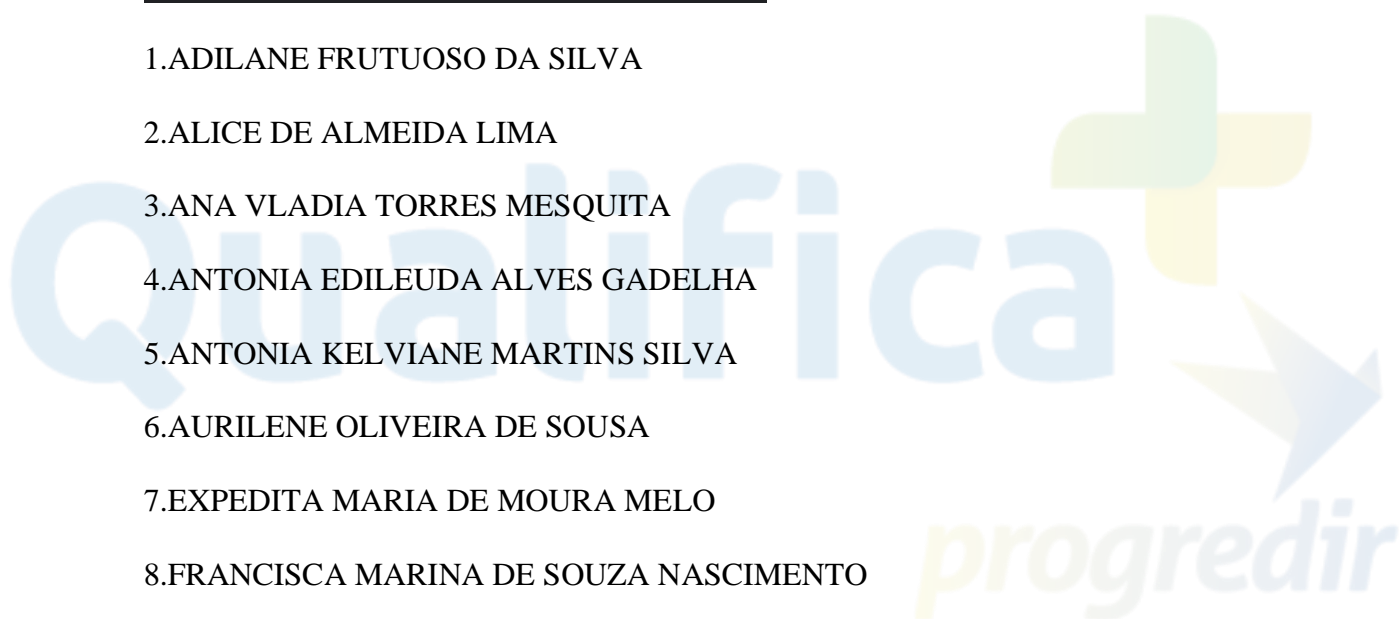 1.ADILANE FRUTUOSO DA SILVA
2.ALICE DE ALMEIDA LIMA
3.ANA VLADIA TORRES MESQUITA
4.ANTONIA EDILEUDA ALVES GADELHA
5.ANTONIA KELVIANE MARTINS SILVA
6.AURILENE OLIVEIRA DE SOUSA
7.EXPEDITA MARIA DE MOURA MELO
8.FRANCISCA MARINA DE SOUZA NASCIMENTO
Qualifica
progredir